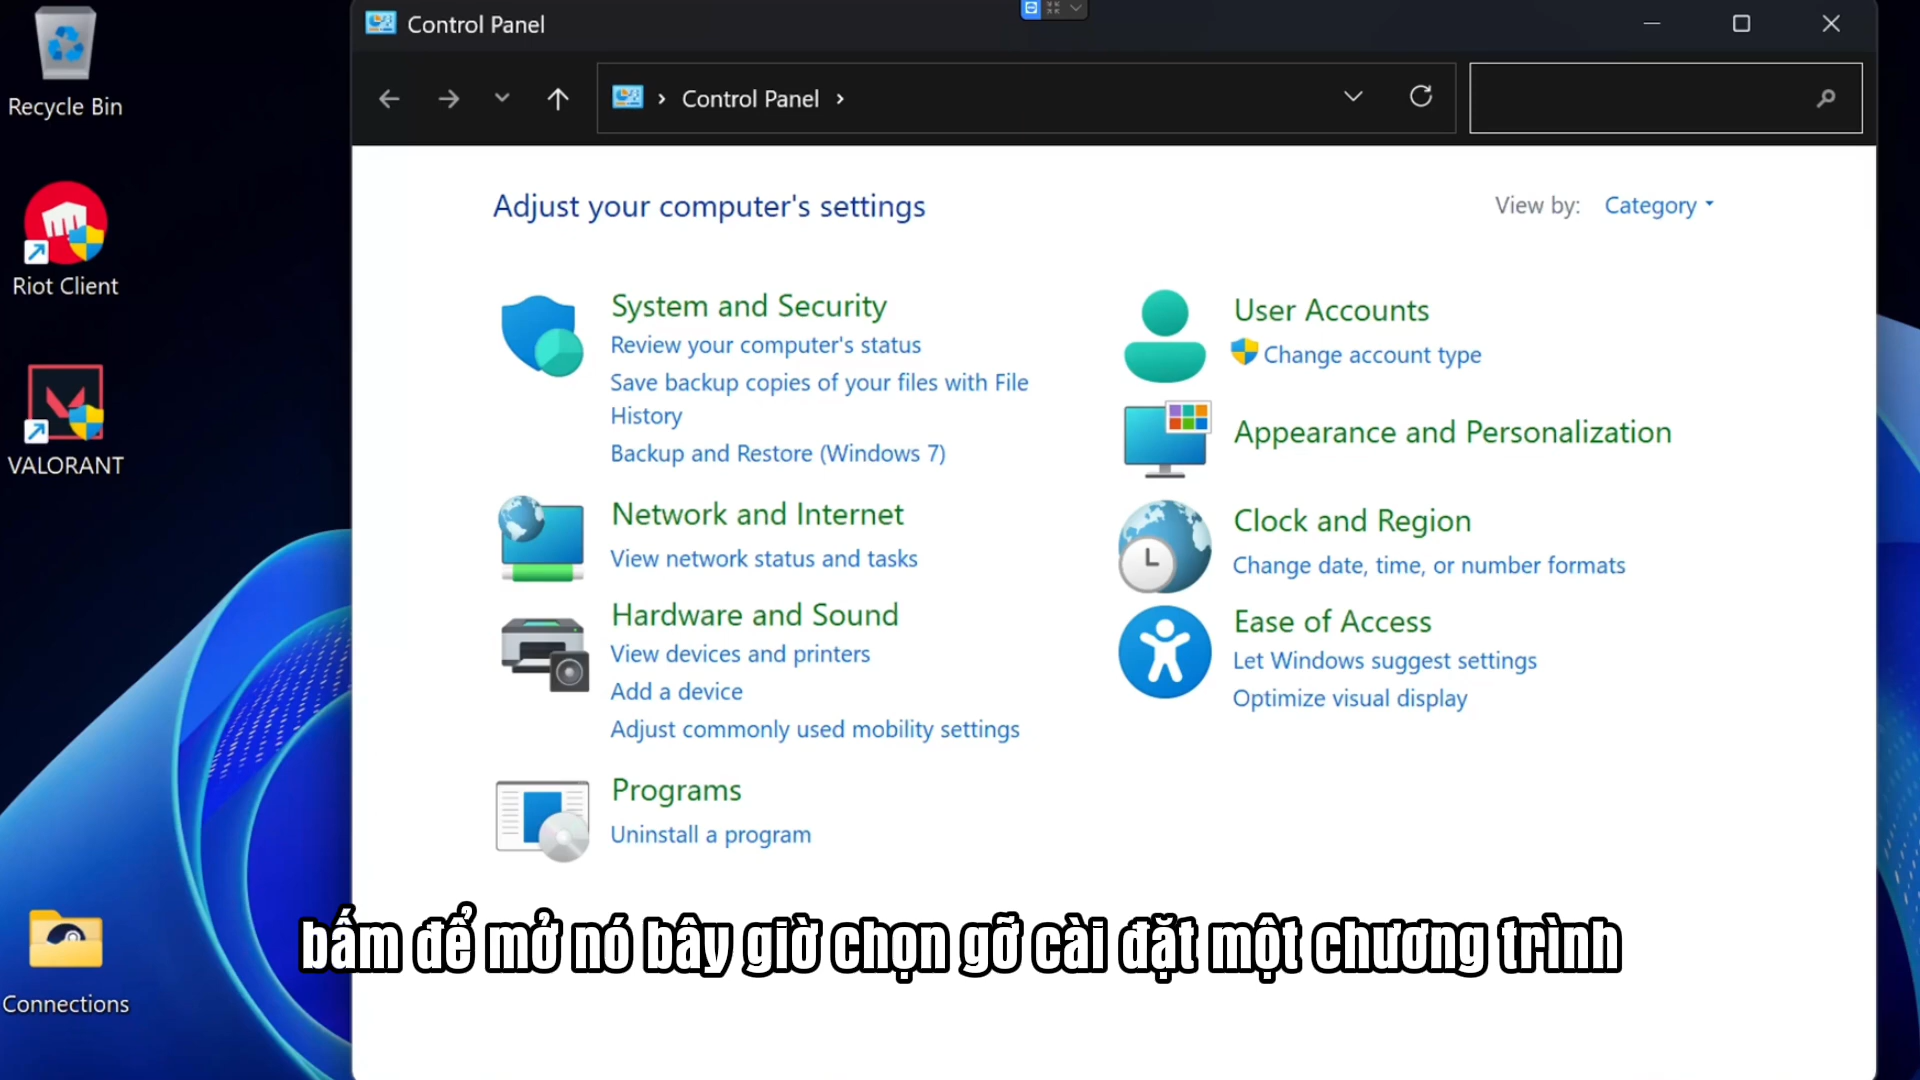 Recycle Bin
Riot Client
VALORANT
Connections
Control Panel
Control Panel
Adjust your computer's settings
View by: Category
System and Security
Review your computer's status
Save backup copies of your files with File
History
Backup and Restore (Windows 7)
Network and Internet
View network status and tasks
Hardware and Sound
View devices and printers
Add a device
Adjust commonly used mobility settings
Programs
Uninstall a program
User Accounts
Change account type
Appearance and Personalization
Clock and Region
Change date, time, or number formats
Ease of Access
Let Windows suggest settings
Optimize visual display
bấm để mở nó bây giờ chọn gỡ cài đặt một chương trình